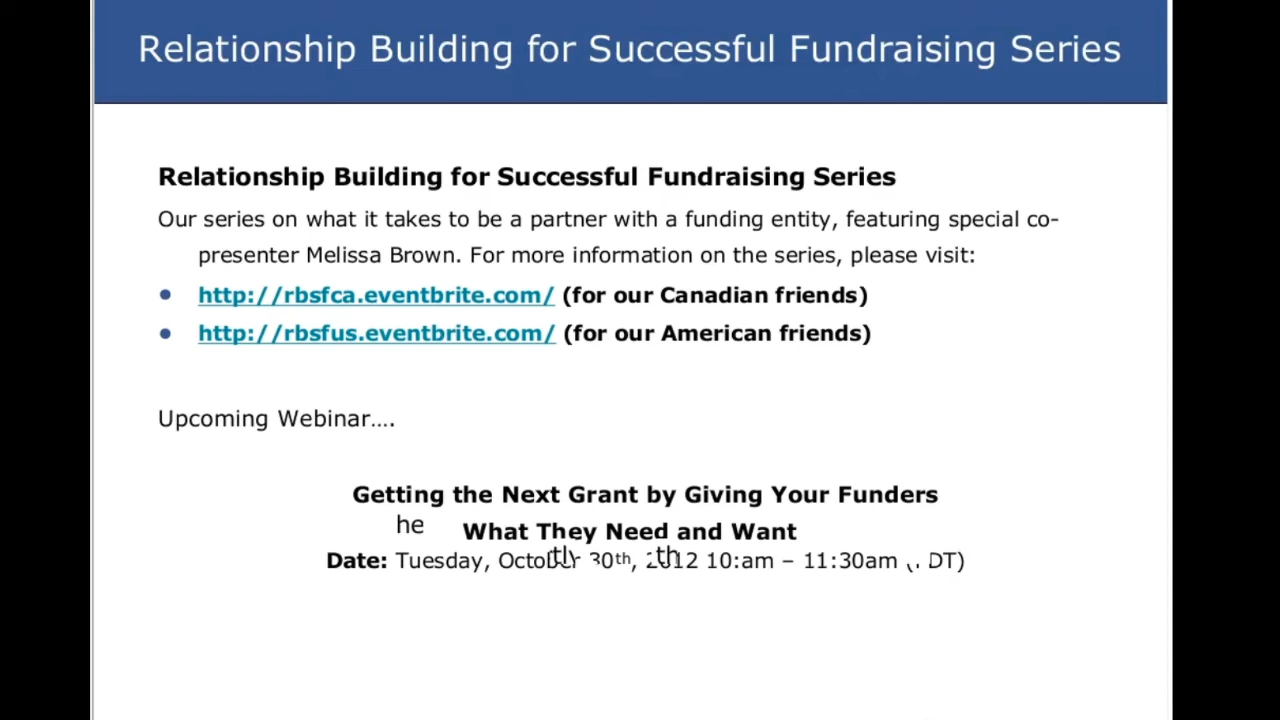 Relationship Building for Successful Fundraising Series
Relationship Building for Successful Fundraising Series
Our series on what it takes to be a partner with a funding entity, featuring special co-
presenter Melissa Brown. For more information on the series, please visit:
• http://rbsfca.eventbrite.com/ (for our Canadian friends)
• http://rbsfus.eventbrite.com/ (for our American friends)
Upcoming Webinar....
Getting the Next Grant by Giving Your Funders
he
What They Need and Want
Date: Tuesday, October 30th, 2012 10:am – 11:30am